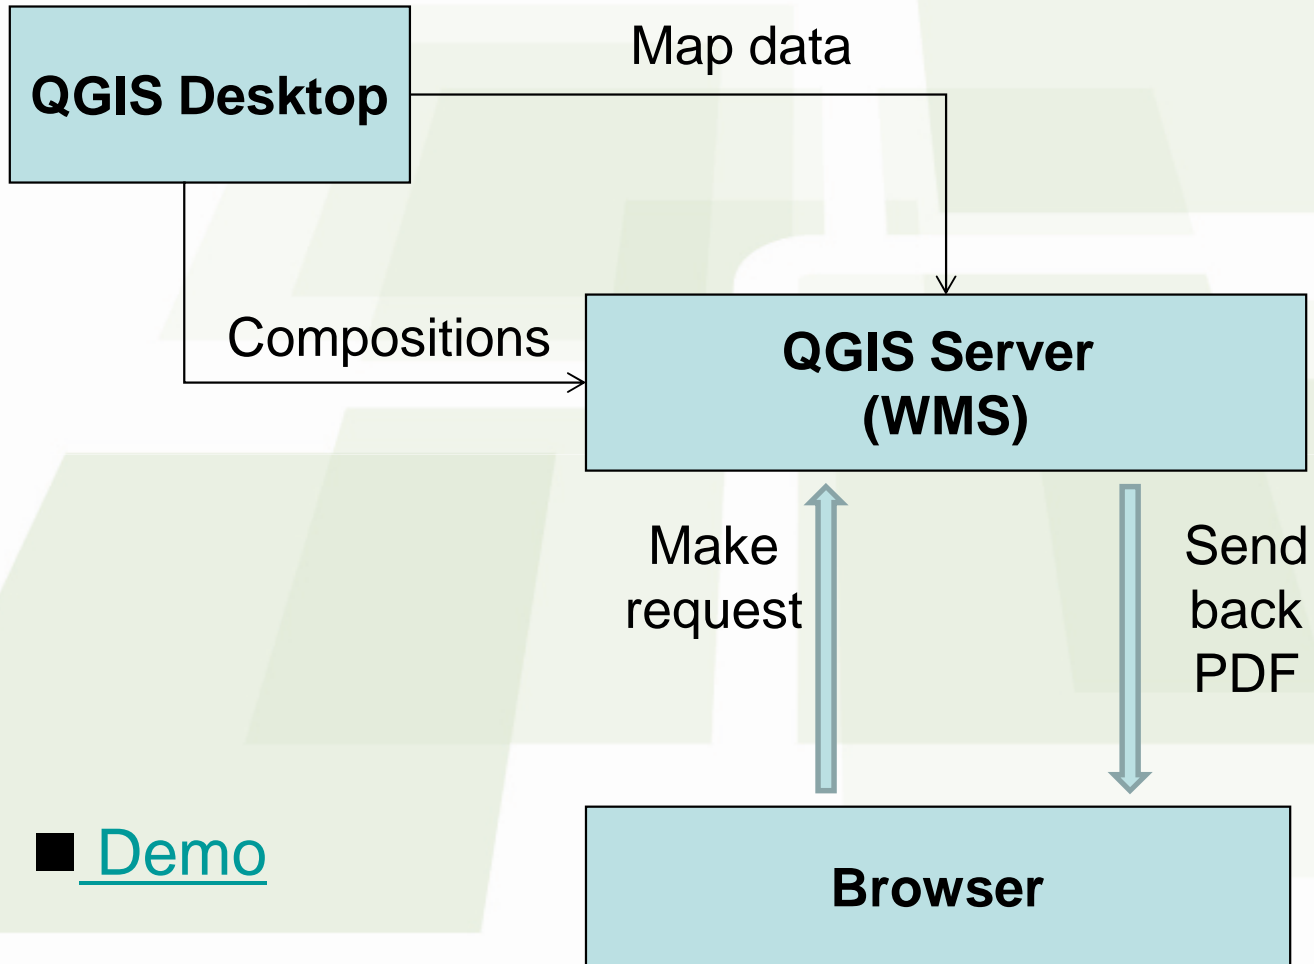 Map data
QGIS Desktop
Compositions
QGIS Server
(WMS)
Make
request
Send
back
PDF
Demo
Browser